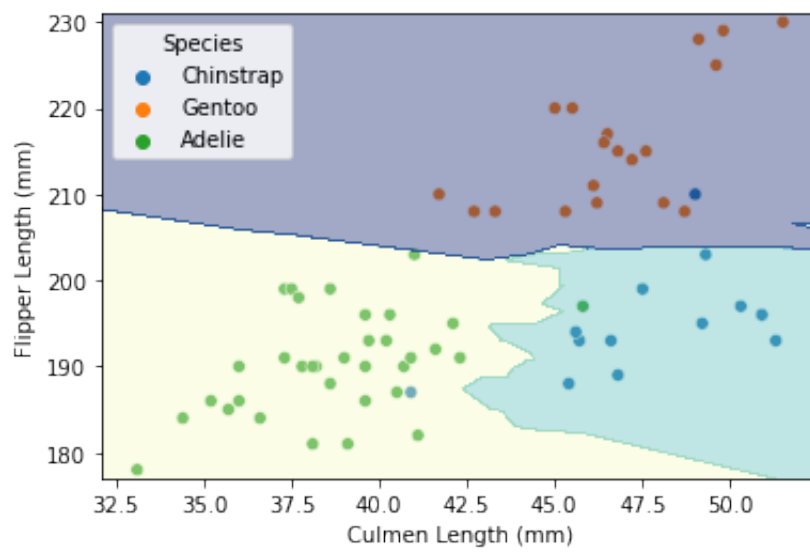 Species
Chinstrap
Gentoo
Adelie
230
220
210
200
190
180
Flipper Length (mm)
32.5 35.0 37.5 40.0 42.5 45.0 47.5 50.0
Culmen Length (mm)